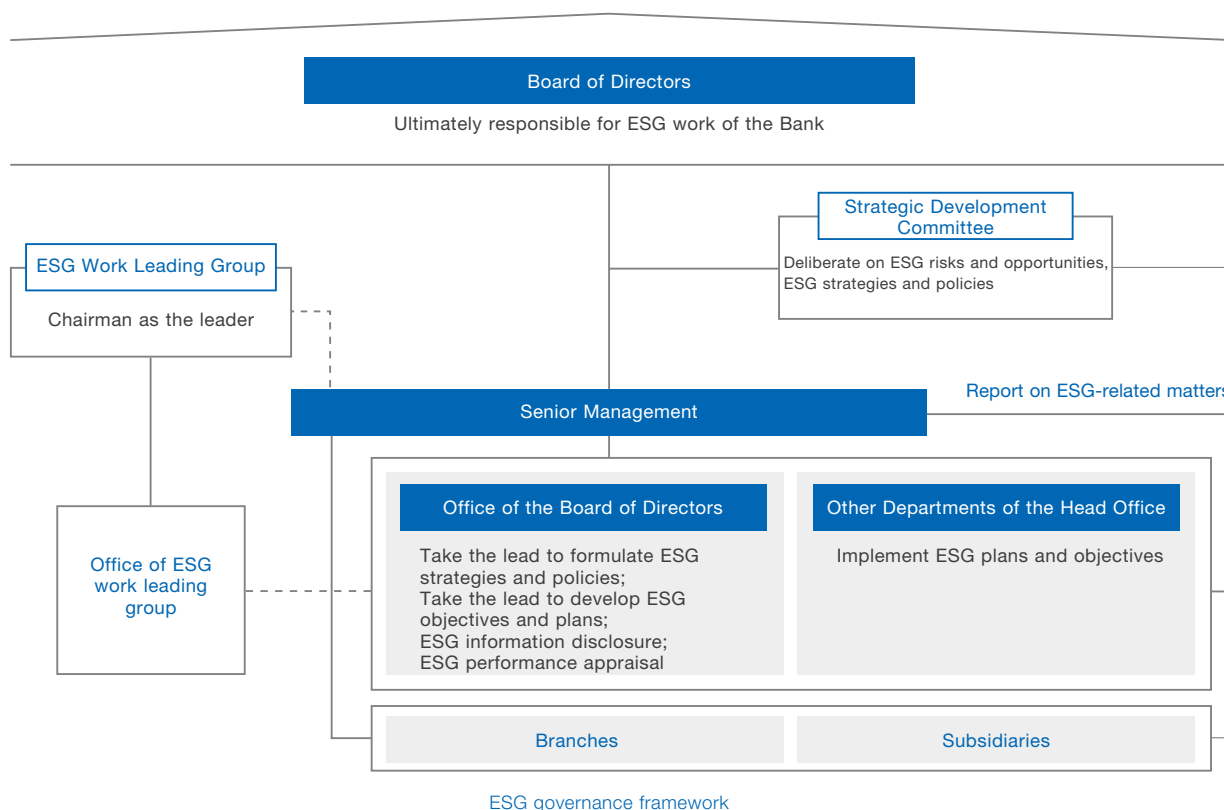 Board of Directors
Ultimately responsible for ESG work of the Bank
Strategic Development
Committee
Deliberate on ESG risks and opportunities,
ESG strategies and policies
ESG Work Leading Group
Chairman as the leader
Senior Management
Report on ESG-related matters
Office of ESG
work leading
group
Office of the Board of Directors
Take the lead to formulate ESG
strategies and policies;
Take the lead to develop ESG
objectives and plans;
ESG information disclosure;
ESG performance appraisal
Other Departments of the Head Office
Implement ESG plans and objectives
Branches
Subsidiaries
ESG governance framework